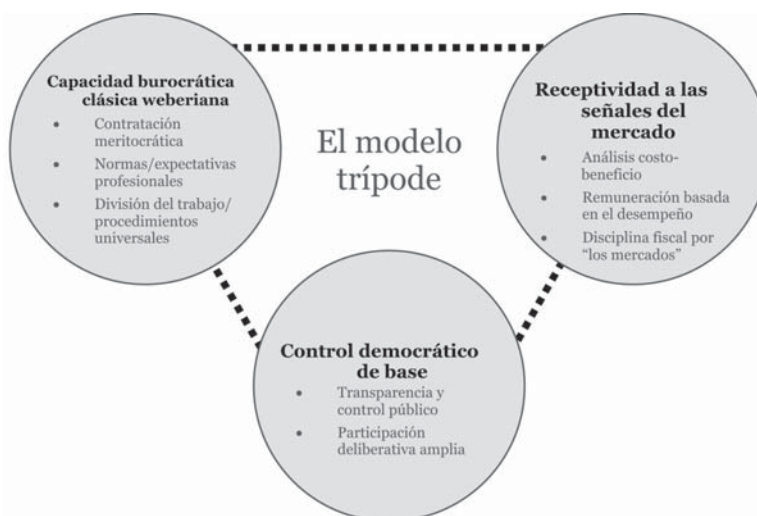 Capacidad burocrática
clásica weberiana
• Contratación
meritocrática
• Normas/expectativas
profesionales
• División del trabajo/
procedimientos
universales
El modelo
trípode
Receptividad a las
señales del
mercado
• Análisis costo-
beneficio
• Remuneración basada
en el desempeño
• Disciplina fiscal por
“los mercados”
Control democrático
de base
• Transparencia y
control público
• Participación
deliberativa amplia